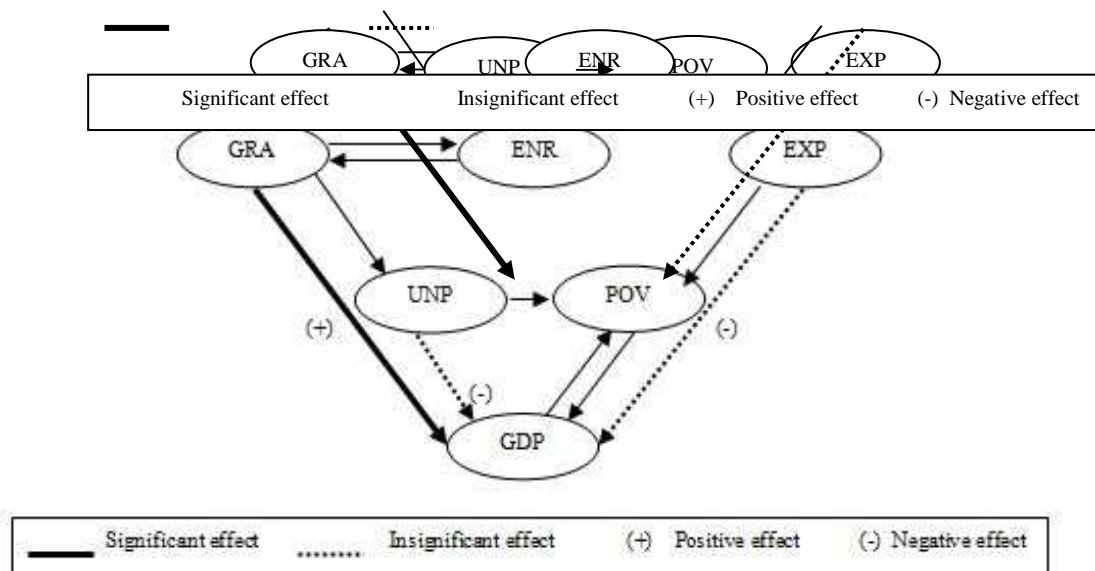 GRA UNP ENR POV EXP
Significant effect Insignificant effect (+) Positive effect (-) Negative effect
GRA ENR EXP
UNP POV
(+) (-)
(-)
GDP
Significant effect Insignificant effect (+) Positive effect (-) Negative effect